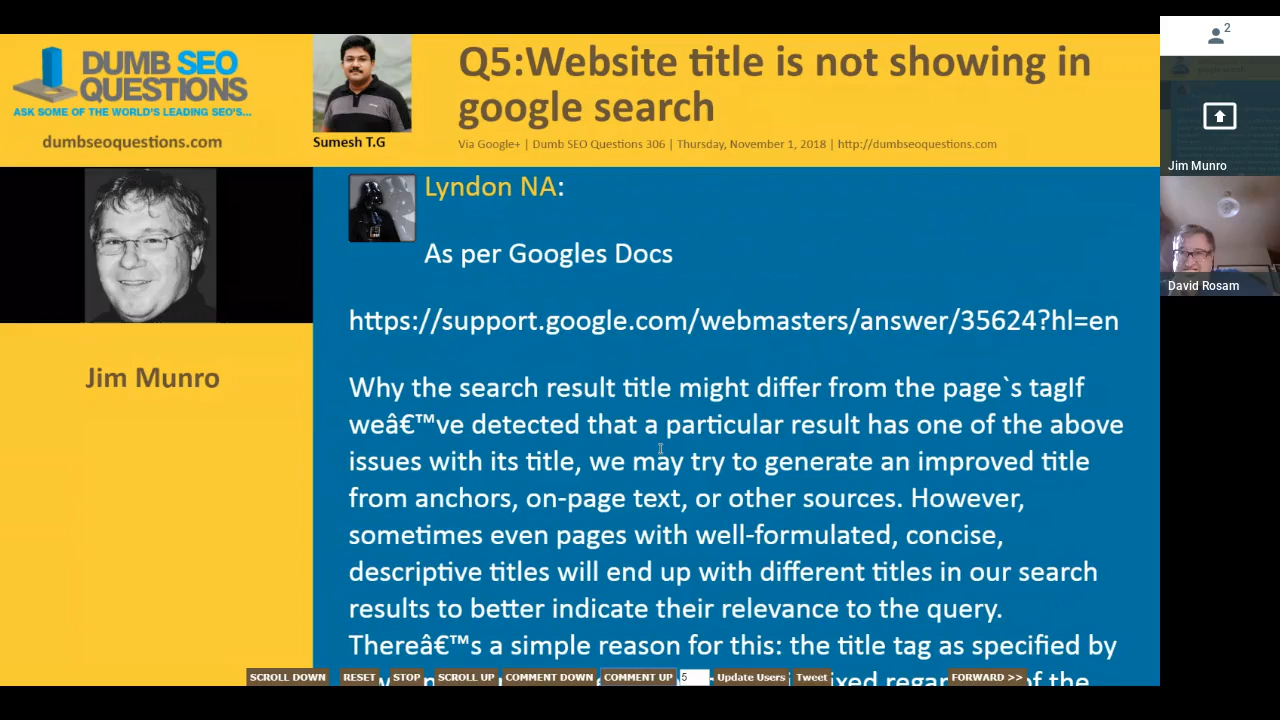 DUMB SEO
QUESTIONS
ASK SOME OF THE WORLD'S LEADING SEO'S...
dumbseoquestions.com
Sumesh T.G
Q5:Website title is not showing in
google search
Via Google+ | Dumb SEO Questions 306 | Thursday, November 1, 2018 | http://dumbseoquestions.com
2
Jim Munro
David Rosam
Jim Munro
Lyndon NA:
As per Googles Docs
https://support.google.com/webmasters/answer/35624?hl=en
Why the search result title might differ from the page`s tagIf
weâ€™ve detected that a particular result has one of the above
issues with its title, we may try to generate an improved title
from anchors, on-page text, or other sources. However,
sometimes even pages with well-formulated, concise,
descriptive titles will end up with different titles in our search
results to better indicate their relevance to the query.
Thereâ€™s a simple reason for this: the title tag as specified by
of the
SCROLL DOWN RESET STOP SCROLL UP COMMENT DOWN COMMENT UP 5 Update Users Tweet FORWARD >>